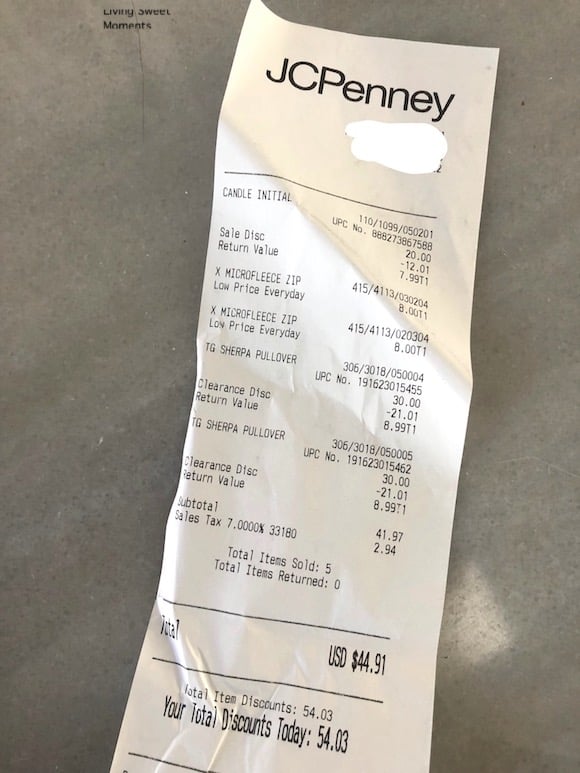 Living Sweet
Moments
JCPenney
2
CANDLE INITIAL
110/1099/050201
UPC No. 888273867588
20.00
Sale Disc -12.01
Return Value 7.99T1
X MICROFLEECE ZIP 415/4113/030204
Low Price Everyday 8.00T1
X MICROFLEECE ZIP 415/4113/020304
Low Price Everyday 8.00T1
TG SHERPA PULLOVER 306/3018/050004
UPC No. 191623015455
30.00
Clearance Disc -21.01
Return Value 8.99T1
TG SHERPA PULLOVER 306/3018/050005
UPC No. 191623015462
30.00
Clearance Disc -21.01
Return Value 8.99T1
Subtotal 41.97
Sales Tax 7.0000% 33180 2.94
Total Items Sold: 5
Total Items Returned: 0
Total USD $44.91
Total Item Discounts: 54.03
Your Total Discounts Today: 54.03